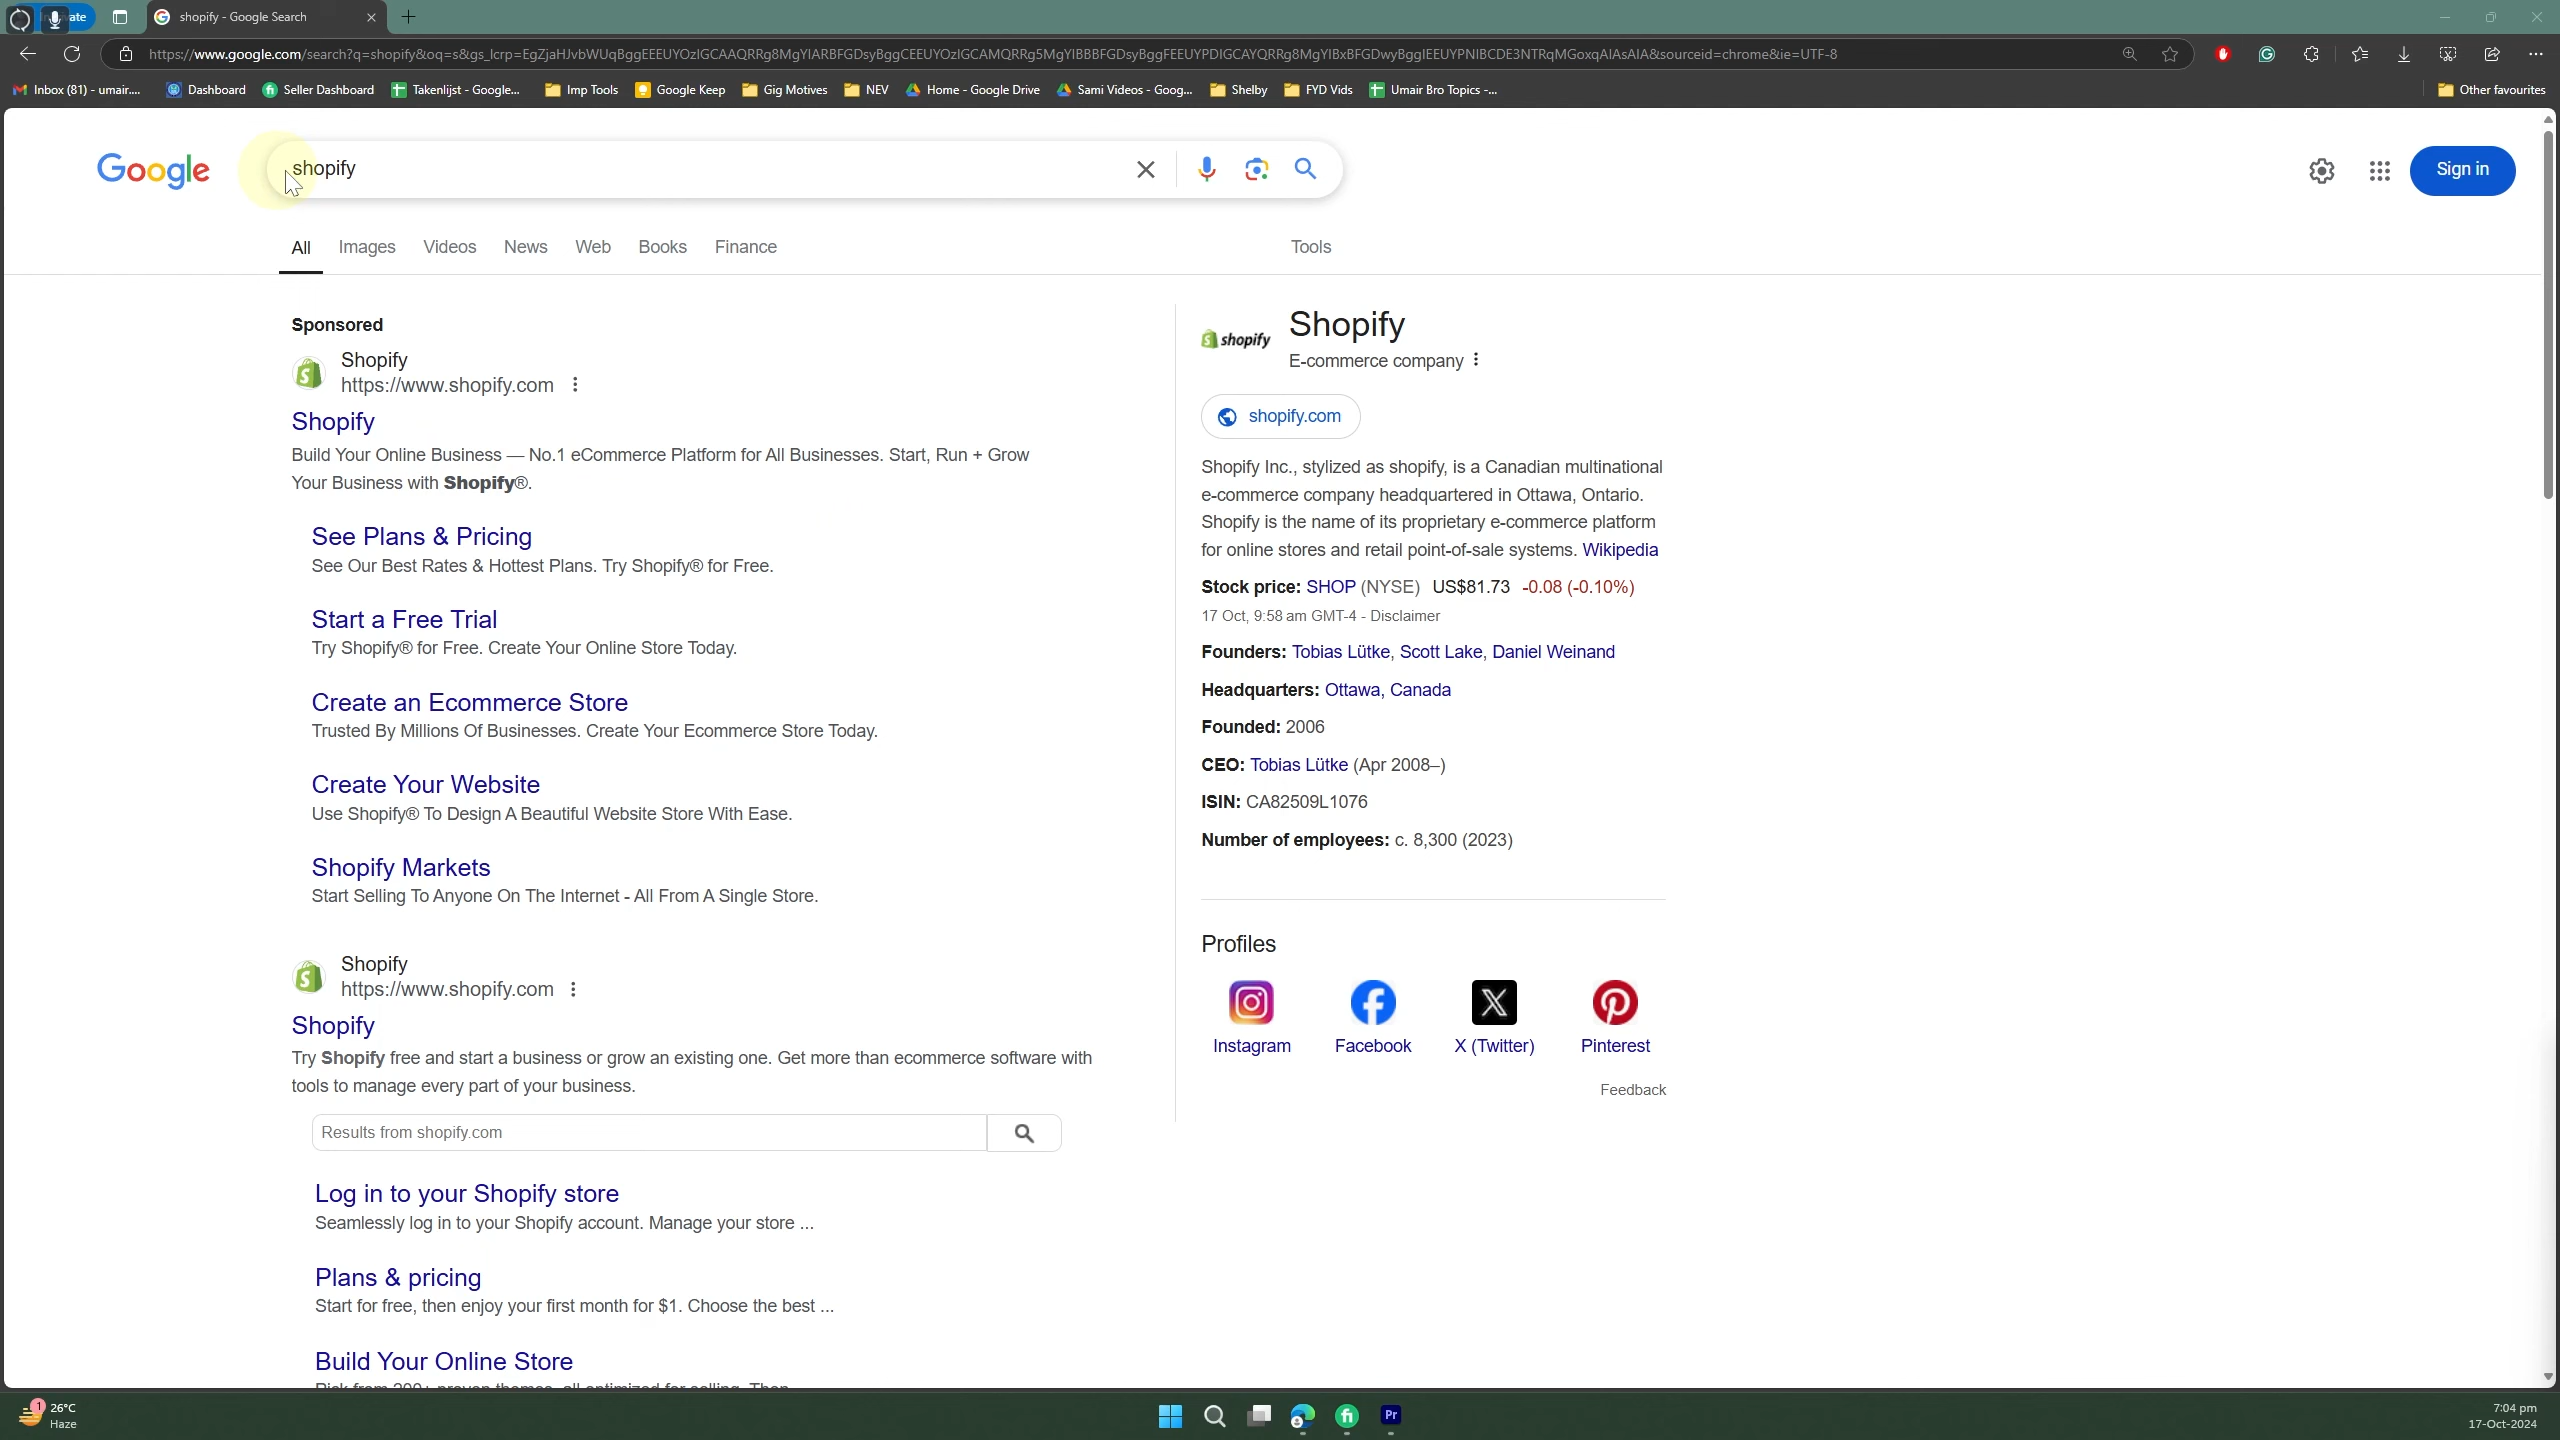 shopify - Google Search
https://www.google.com/search?q=shopify&oq=s&gs_lcrp=EgZjaHJvbWUqBggEEEUYOzIGCAAQRRg8MgYIARBFGDsyBggCEEUYOzIGCAMQRRg5MgYIBBBFGDsyBggFEEUYPDIGCAYQRRg8MgYIBxBFGDwyBggIEEUYPNIBCDE3NTRqMGoxqAIAsAIA&sourceid=chrome&ie=UTF-8
Inbox (81) - umair.... Dashboard Seller Dashboard Takenlijst - Google... Imp Tools Google Keep Gig Motives NEV Home - Google Drive Sami Videos - Goog... Shelby FYD Vids Umair Bro Topics -... Other favourites
Google shopify Sign in
All Images Videos News Web Books Finance Tools
Sponsored
Shopify
https://www.shopify.com
Shopify
Build Your Online Business — No.1 eCommerce Platform for All Businesses. Start, Run + Grow
Your Business with Shopify®.
See Plans & Pricing
See Our Best Rates & Hottest Plans. Try Shopify® for Free.
Start a Free Trial
Try Shopify® for Free. Create Your Online Store Today.
Create an Ecommerce Store
Trusted By Millions Of Businesses. Create Your Ecommerce Store Today.
Create Your Website
Use Shopify® To Design A Beautiful Website Store With Ease.
Shopify Markets
Start Selling To Anyone On The Internet - All From A Single Store.
Shopify
https://www.shopify.com
Shopify
Try Shopify free and start a business or grow an existing one. Get more than ecommerce software with
tools to manage every part of your business.
Results from shopify.com
Log in to your Shopify store
Seamlessly log in to your Shopify account. Manage your store ...
Plans & pricing
Start for free, then enjoy your first month for $1. Choose the best ...
Build Your Online Store
shopify
Shopify
E-commerce company
shopify.com
Shopify Inc., stylized as shopify, is a Canadian multinational
e-commerce company headquartered in Ottawa, Ontario.
Shopify is the name of its proprietary e-commerce platform
for online stores and retail point-of-sale systems. Wikipedia
Stock price: SHOP (NYSE) US$81.73 -0.08 (-0.10%)
17 Oct, 9:58 am GMT-4 - Disclaimer
Founders: Tobias Lütke, Scott Lake, Daniel Weinand
Headquarters: Ottawa, Canada
Founded: 2006
CEO: Tobias Lütke (Apr 2008–)
ISIN: CA82509L1076
Number of employees: c. 8,300 (2023)
Profiles
Instagram Facebook X (Twitter) Pinterest
Feedback
1
26°C
Haze
Pr
7:04 pm
17-Oct-2024